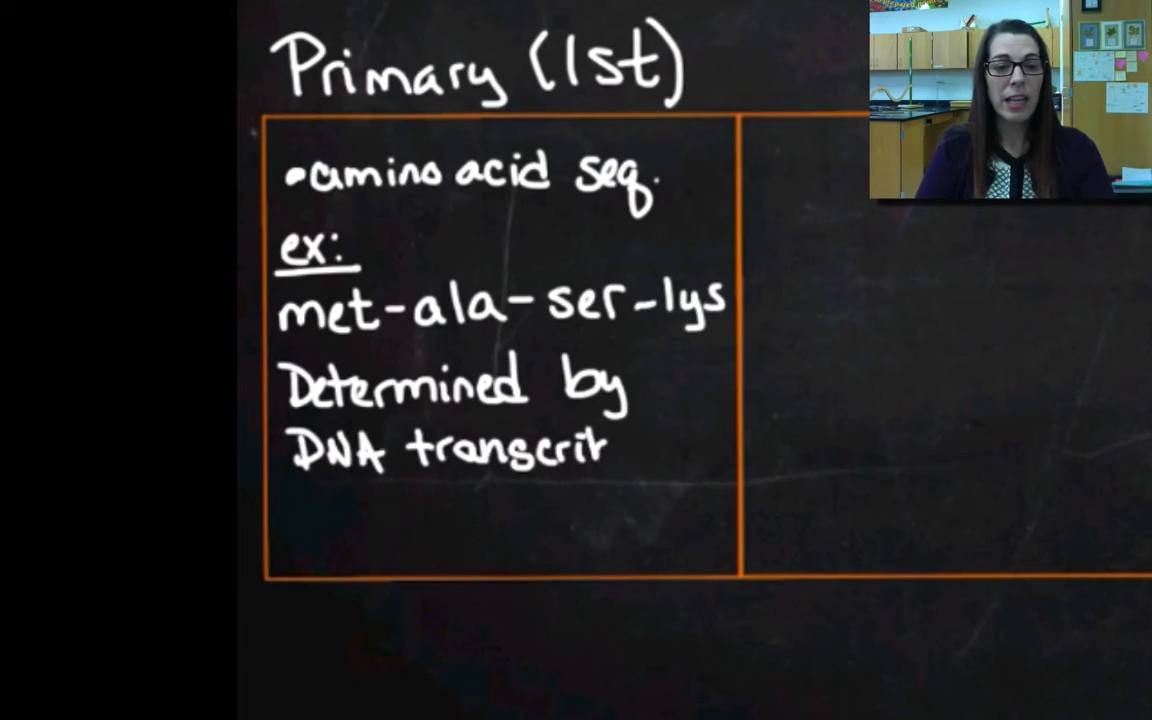 Primary (1st)
•amino acid seq.
ex:
met-ala-ser-lys
Determined by
DNA transcrit